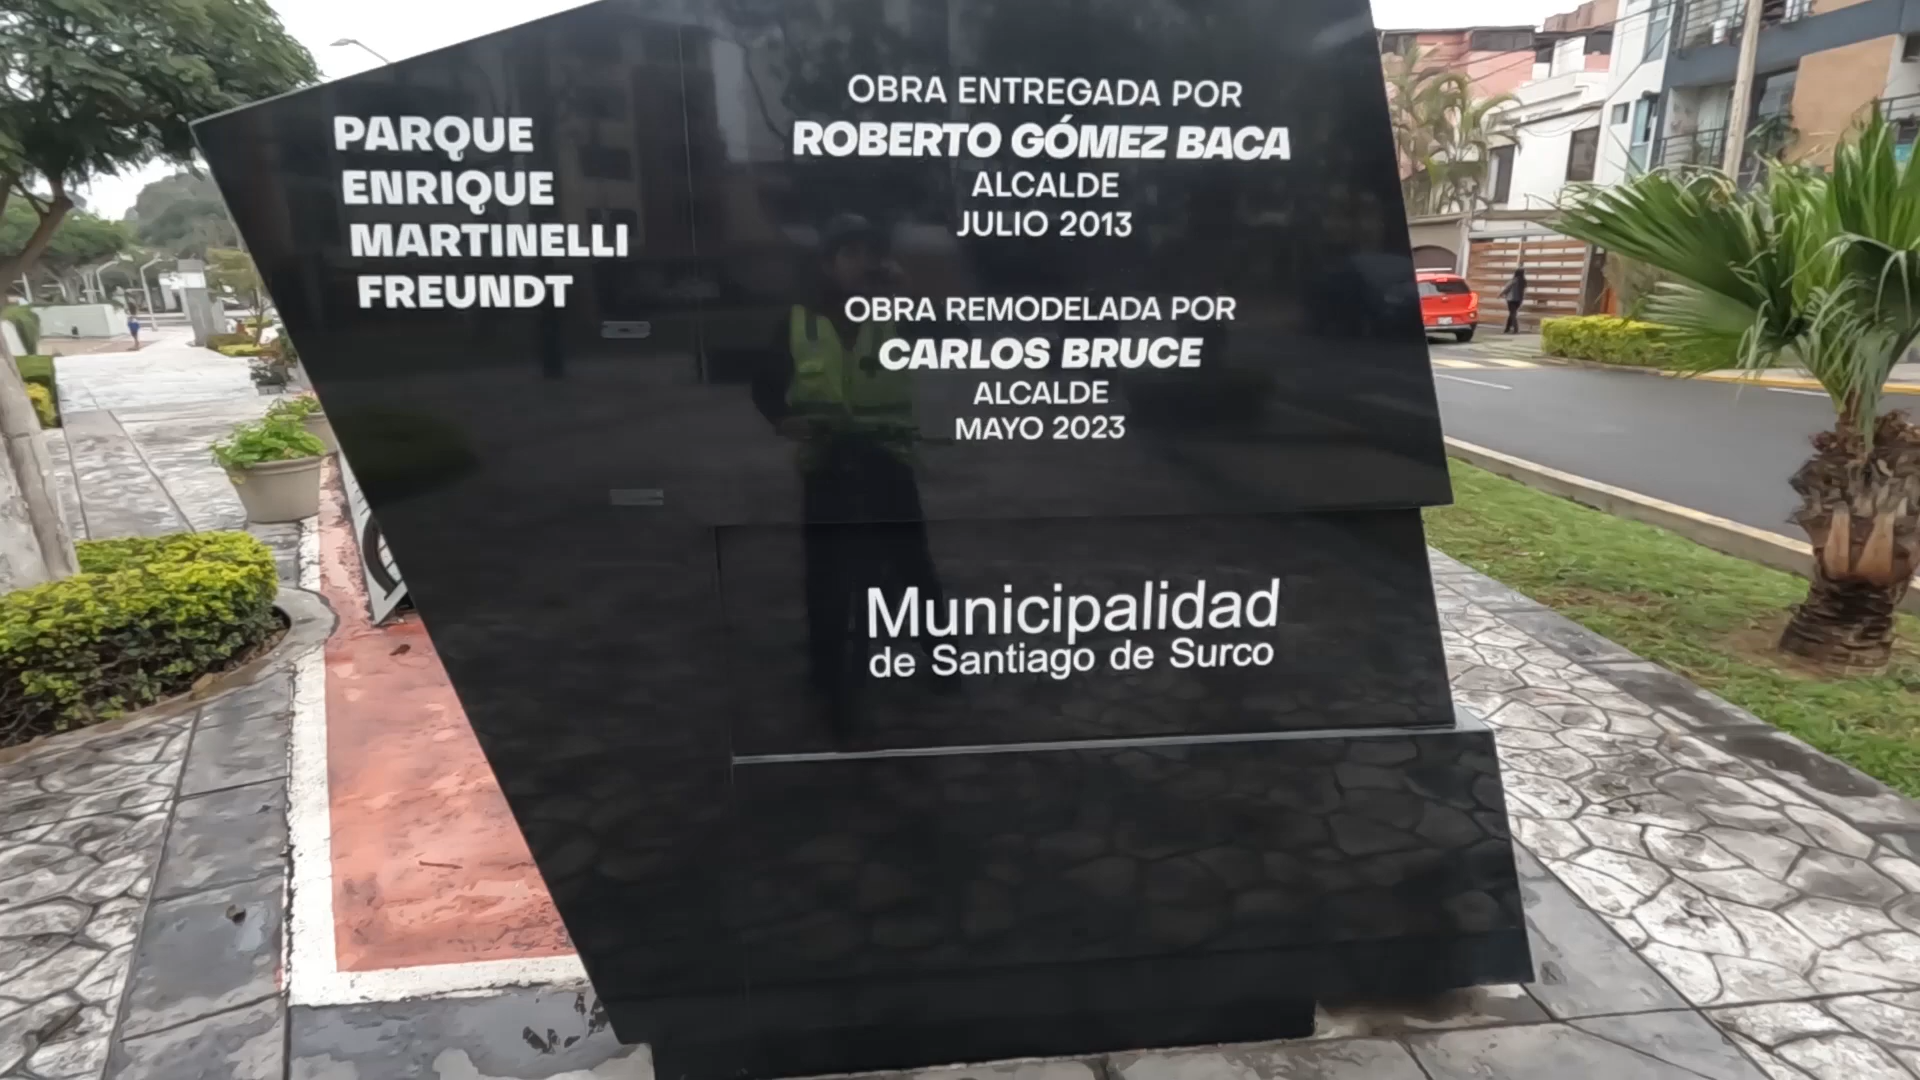 PARQUE
ENRIQUE
MARTINELLI
FREUNDT
OBRA ENTREGADA POR
ROBERTO GÓMEZ BACA
ALCALDE
JULIO 2013
OBRA REMODELADA POR
CARLOS BRUCE
ALCALDE
MAYO 2023
Municipalidad
de Santiago de Surco